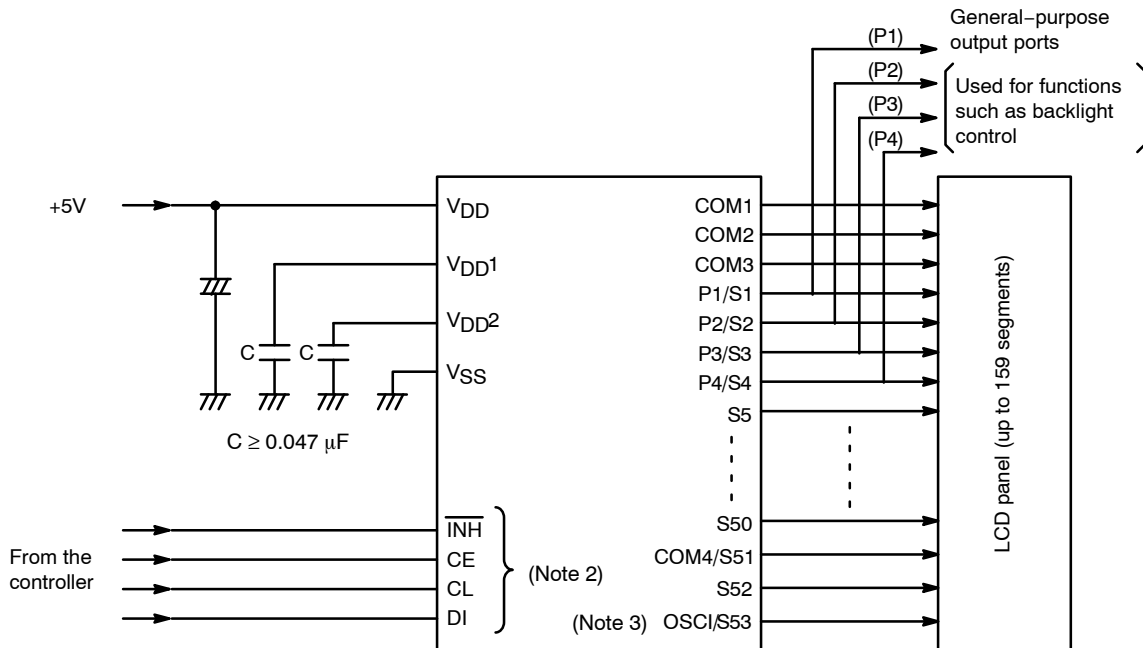 General−purpose
output ports
(P1)
(P2)
(P3)
(P4)
Used for functions
such as backlight
control
+5V
VDD
VDD1
VDD2
VSS
C
C
C ≥ 0.047 μF
COM1
COM2
COM3
P1/S1
P2/S2
P3/S3
P4/S4
S5
S50
COM4/S51
S52
(Note 3) OSCI/S53
From the
controller
INH
CE
CL
DI
(Note 2)
LCD panel (up to 159 segments)